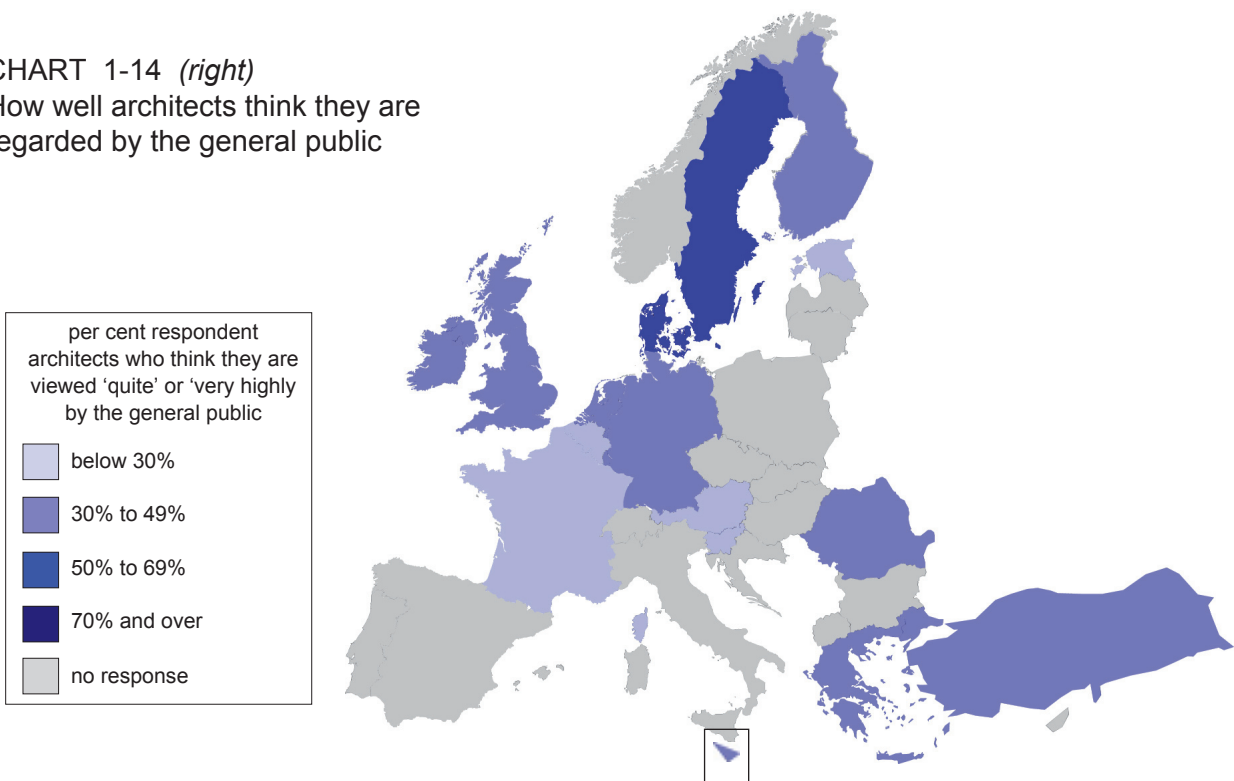 CHART 1-14 (right)
How well architects think they are
regarded by the general public
per cent respondent
architects who think they are
viewed ‘quite’ or ‘very highly
by the general public
below 30%
30% to 49%
50% to 69%
70% and over
no response